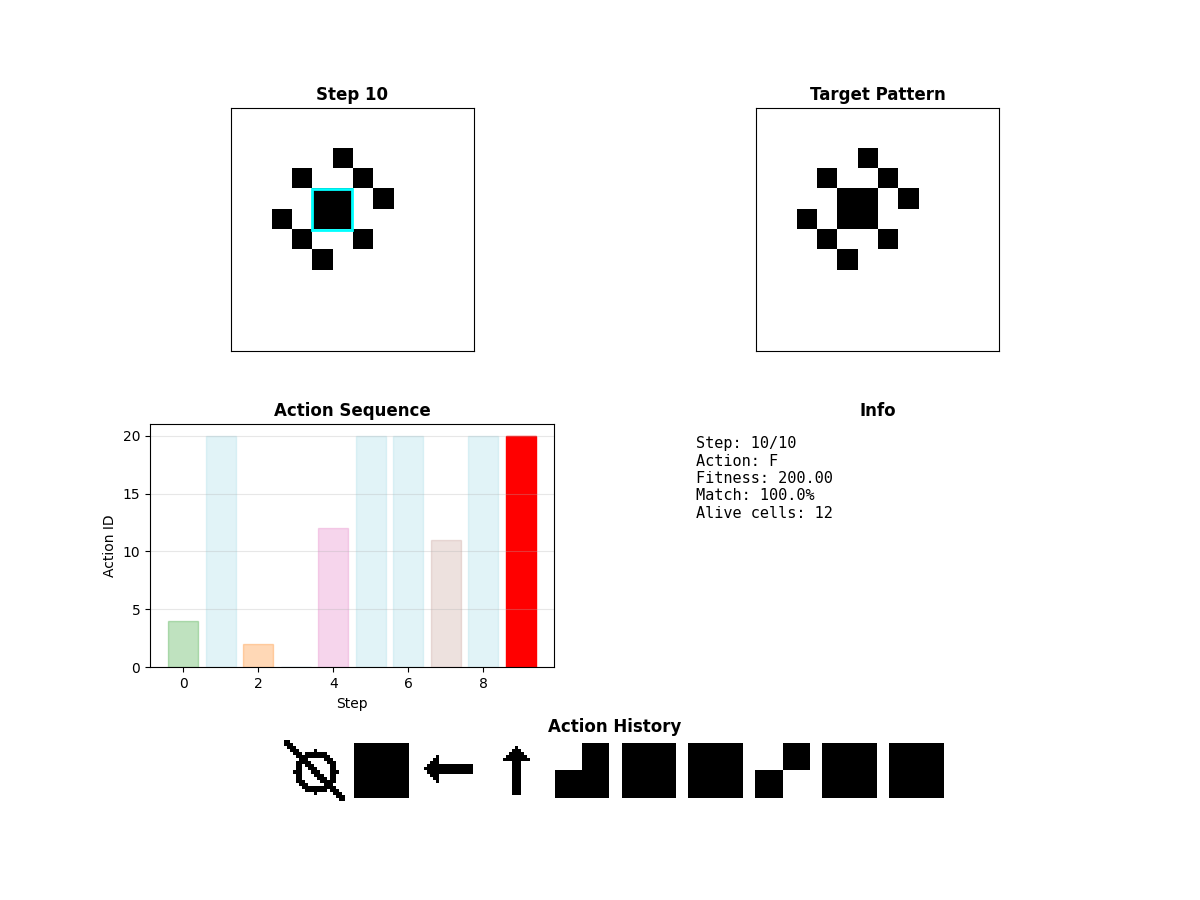 Step 10
Target Pattern
Action Sequence
Info
20
15
10
5
0
Action ID
0 2 4 6 8
Step
Step: 10/10
Action: F
Fitness: 200.00
Match: 100.0%
Alive cells: 12
Action History